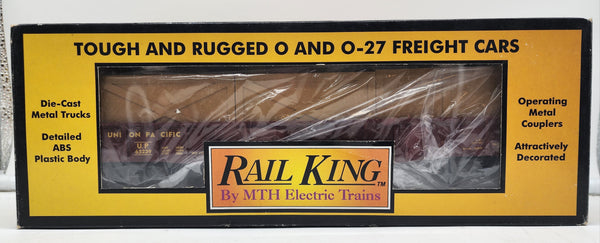 TOUGH AND RUGGED O AND O-27 FREIGHT CARS
Die-Cast
Metal Trucks
Detailed
ABS
Plastic Body
UNION PACIFIC
U.P.
Operating
Metal
Couplers
Attractively
Decorated
RAIL KING TM
By MTH Electric Trains